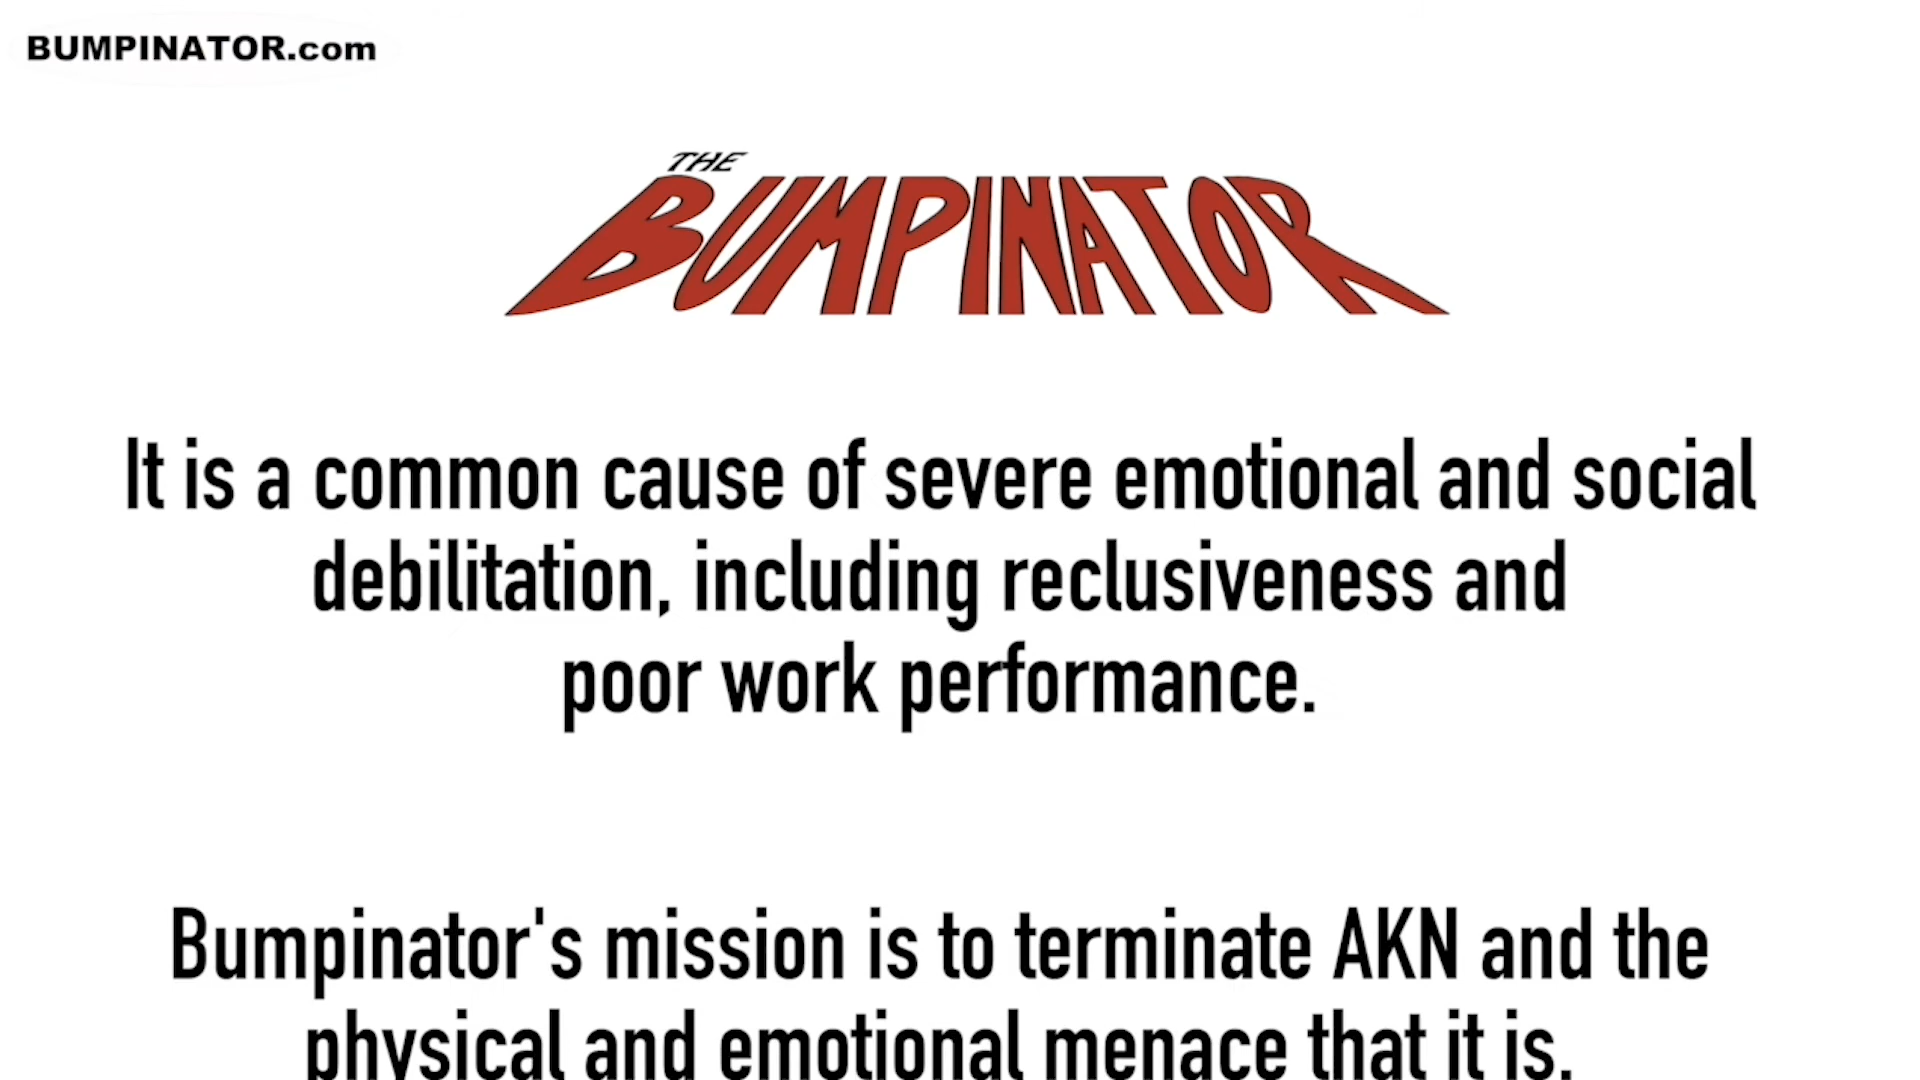 BUMPINATOR.com
THE
BUMPINATOR
It is a common cause of severe emotional and social
debilitation, including reclusiveness and
poor work performance.
Bumpinator's mission is to terminate AKN and the
physical and emotional menace that it is.